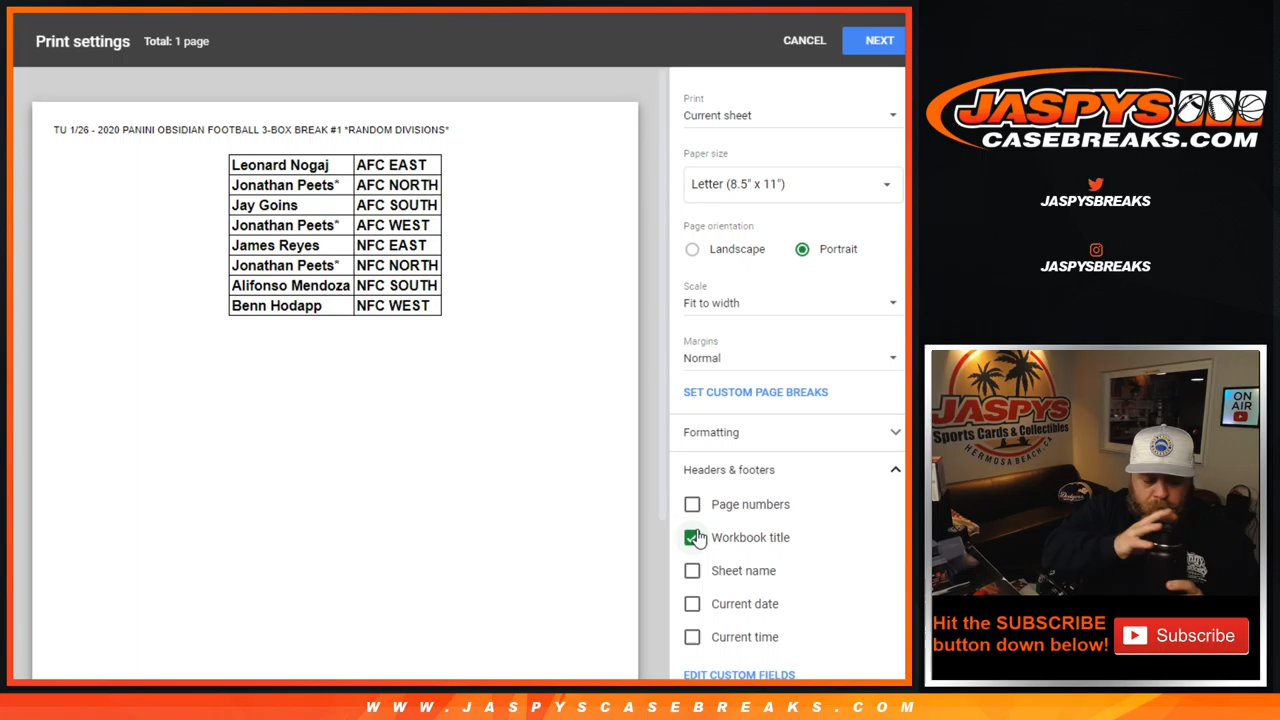 Print settings Total: 1 page CANCEL NEXT
TU 1/26 - 2020 PANINI OBSIDIAN FOOTBALL 3-BOX BREAK #1 *RANDOM DIVISIONS*
Leonard Nogaj AFC EAST
Jonathan Peets* AFC NORTH
Jay Goins AFC SOUTH
Jonathan Peets* AFC WEST
James Reyes NFC EAST
Jonathan Peets* NFC NORTH
Alifonso Mendoza NFC SOUTH
Benn Hodapp NFC WEST
Print
Current sheet
Paper size
Letter (8.5" x 11")
Page orientation
Landscape Portrait
Scale
Fit to width
Margins
Normal
SET CUSTOM PAGE BREAKS
Formatting
Headers & footers
Page numbers
Workbook title
Sheet name
Current date
Current time
EDIT CUSTOM FIELDS
JASPYS
CASEBREAKS.COM
JASPYSBREAKS
JASPYSBREAKS
JASPYS
Sports Cards & Collectibles
HERMOSA BEACH, CA
ON
AIR
Dodgers
Hit the SUBSCRIBE
button down below!
Subscribe
WWW.JASPYSCASEBREAKS.COM